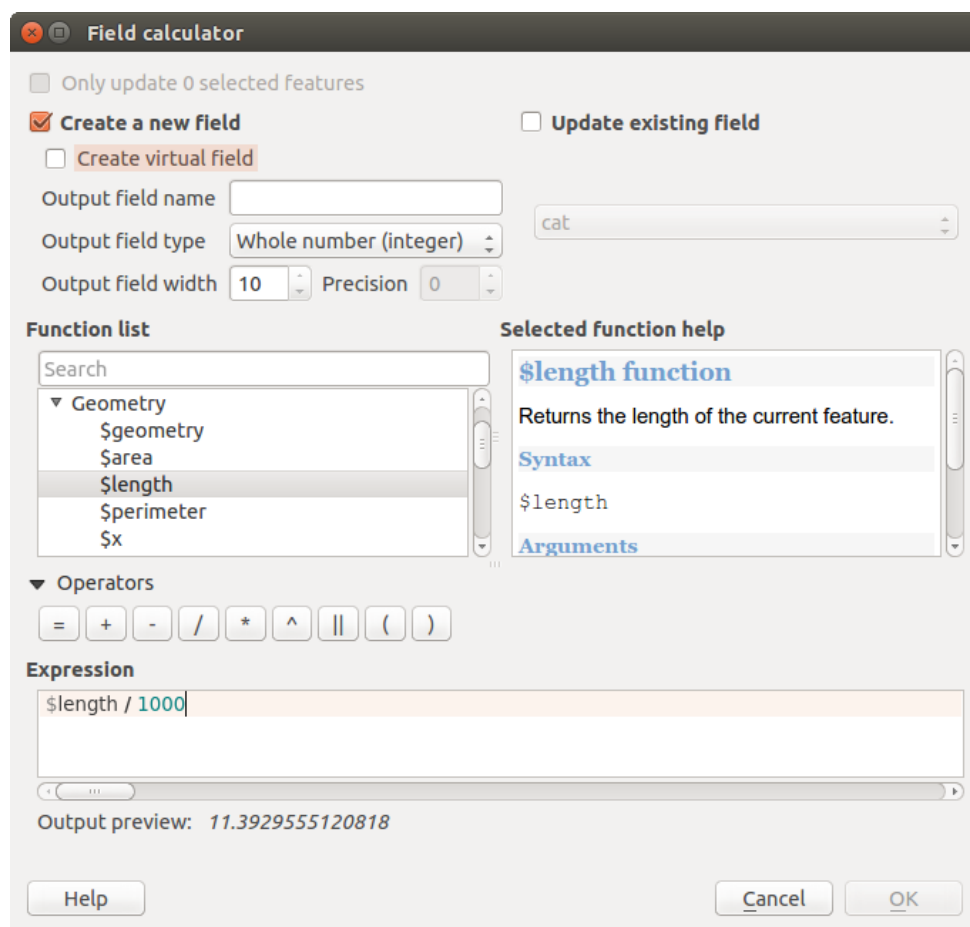 Field calculator
Only update 0 selected features
Create a new field
Update existing field
Create virtual field
Output field name
cat
Output field type Whole number (integer)
Output field width 10 Precision 0
Function list
Selected function help
Search
Geometry
$geometry
$area
$length
$perimeter
$x
$length function
Returns the length of the current feature.
Syntax
$length
Arguments
Operators
= + - / * ^ || ( )
Expression
$length / 1000
Output preview: 11.3929555120818
Help Cancel OK